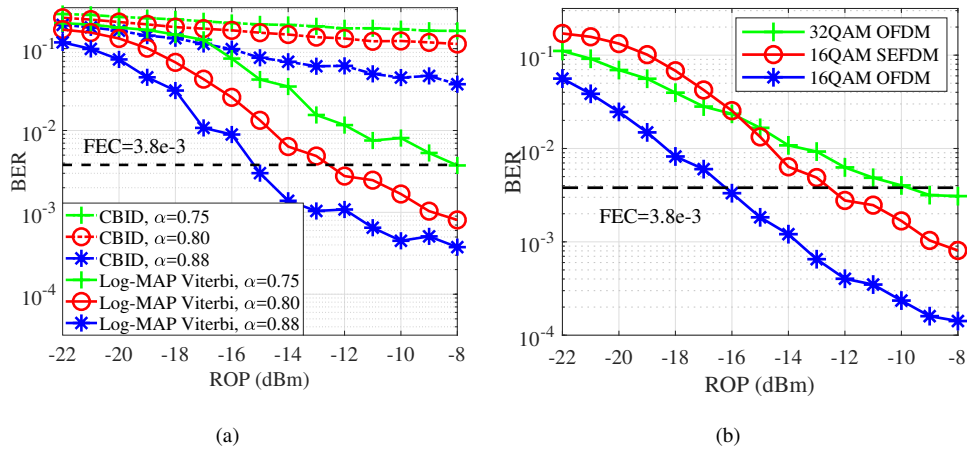 10^-1
10^-2
10^-3
10^-4
BER
FEC=3.8e-3
CBID, α=0.75
CBID, α=0.80
CBID, α=0.88
Log-MAP Viterbi, α=0.75
Log-MAP Viterbi, α=0.80
Log-MAP Viterbi, α=0.88
-22 -20 -18 -16 -14 -12 -10 -8
ROP (dBm)
(a)
10^-1
10^-2
10^-3
10^-4
BER
32QAM OFDM
16QAM SEFDM
16QAM OFDM
FEC=3.8e-3
-22 -20 -18 -16 -14 -12 -10 -8
ROP (dBm)
(b)